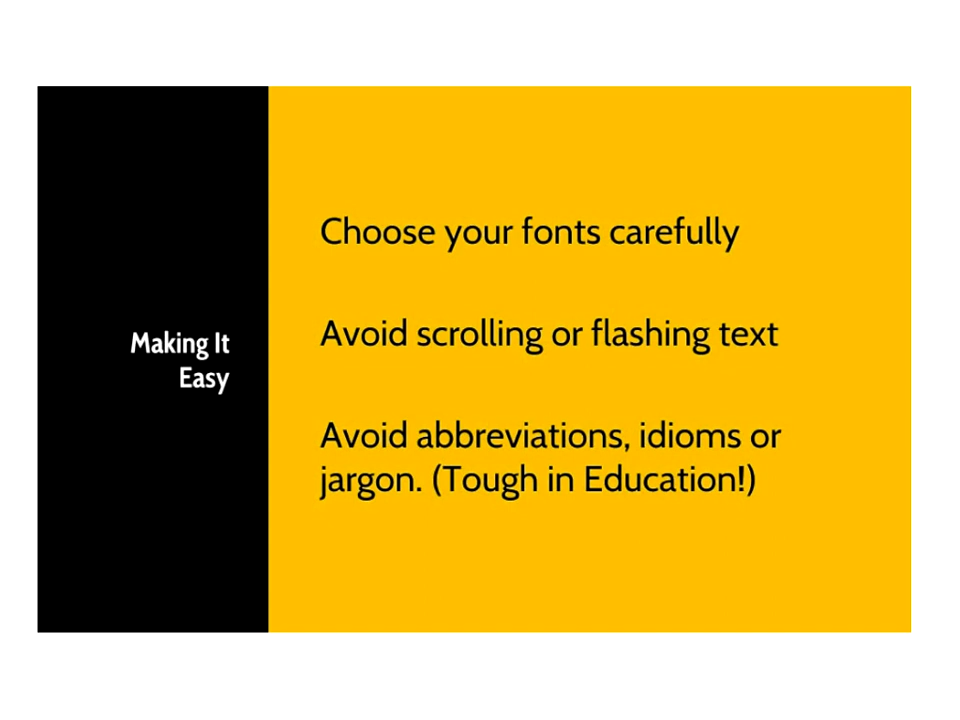 Making It
Easy
Choose your fonts carefully
Avoid scrolling or flashing text
Avoid abbreviations, idioms or
jargon. (Tough in Education!)